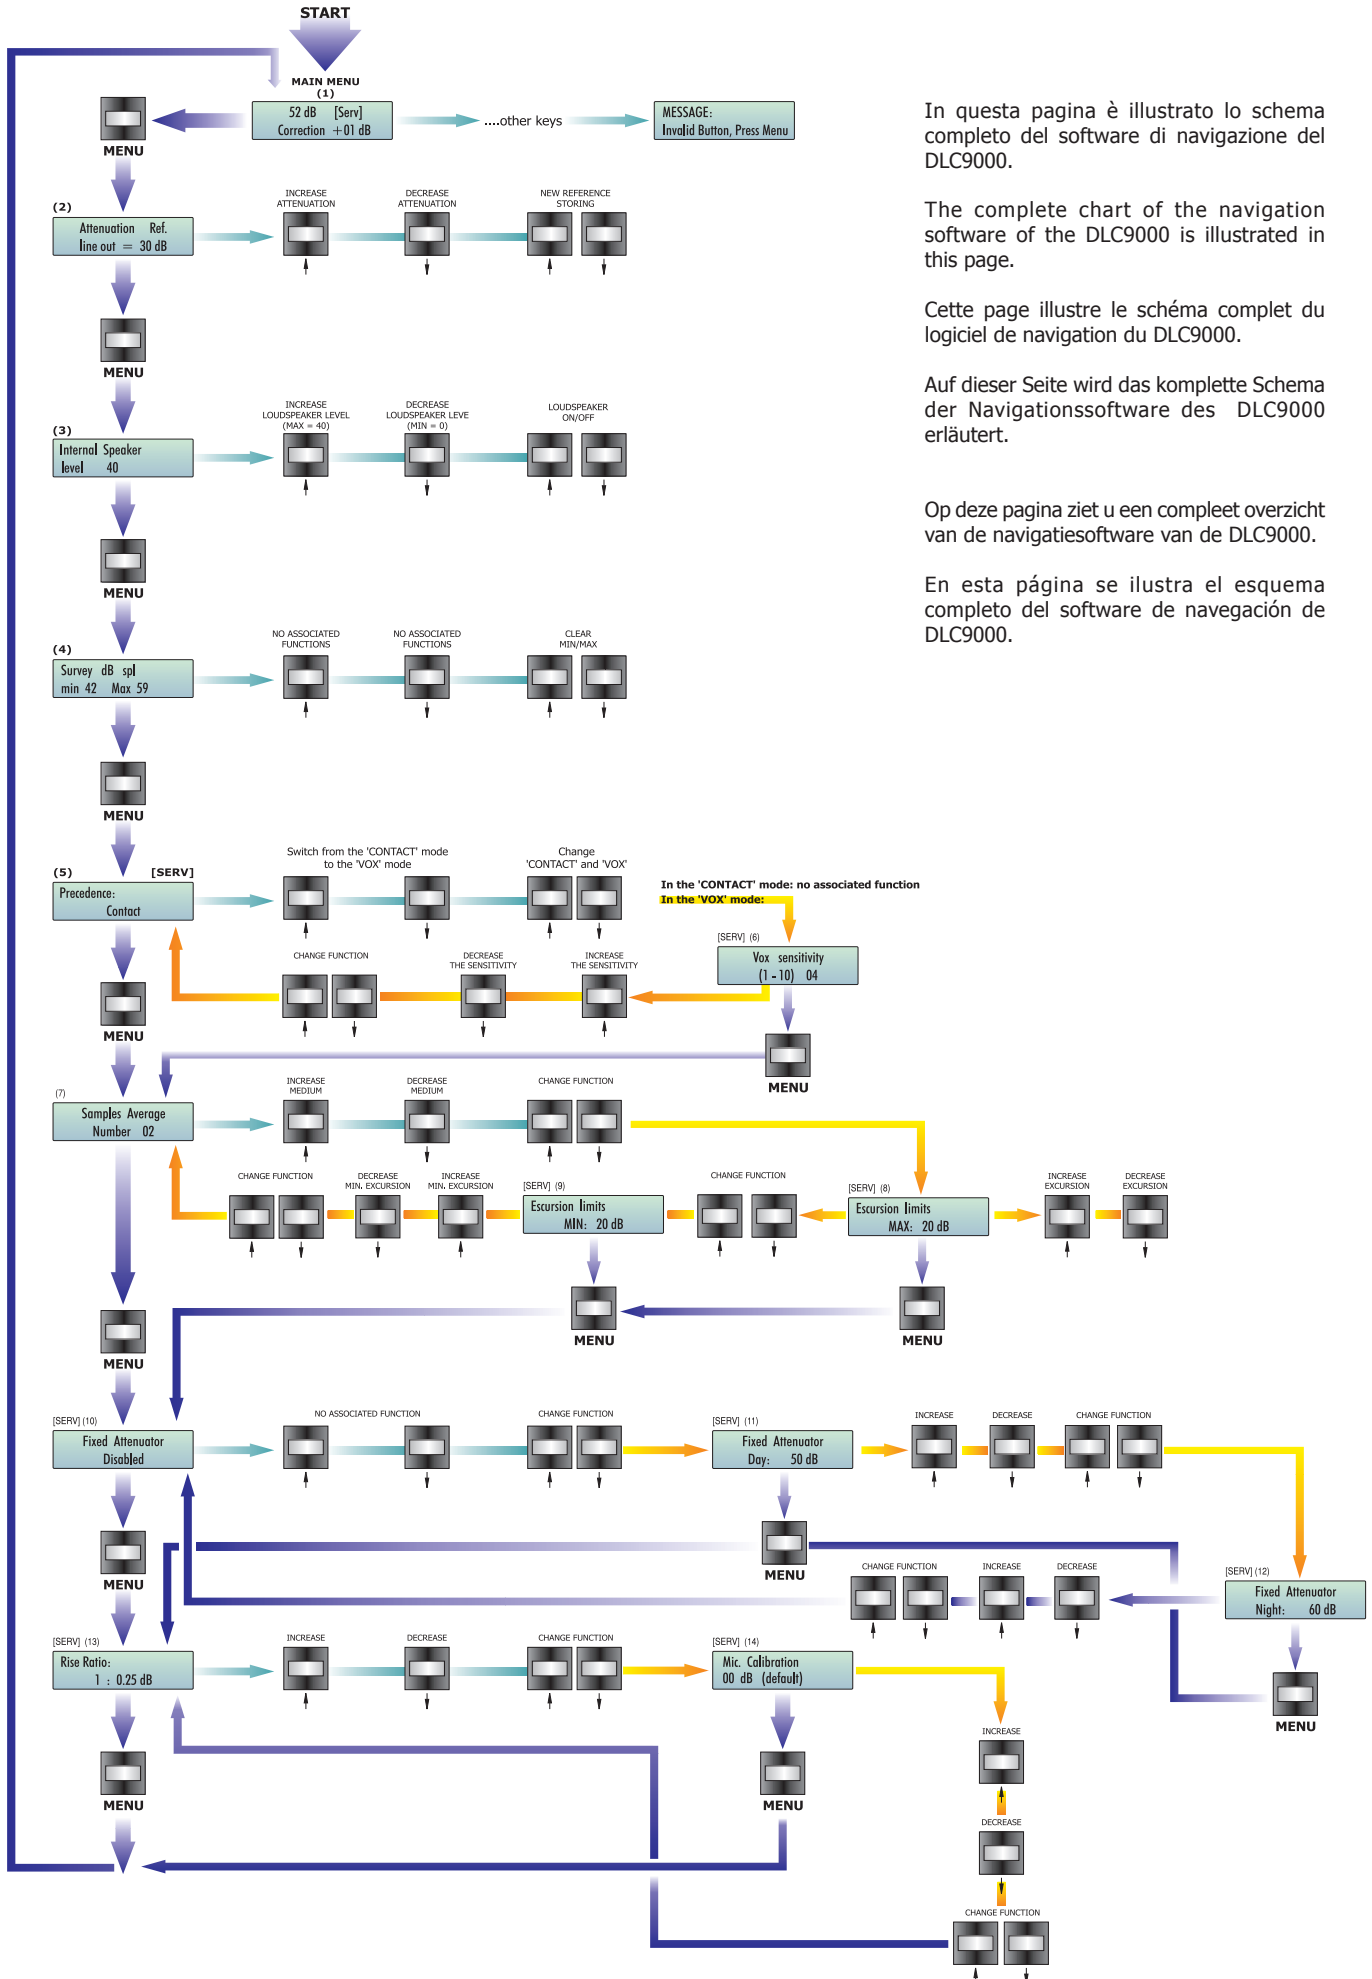 START
MAIN MENU
(1)
52 dB [Serv]
Correction +01 dB
....other keys
MESSAGE:
Invalid Button, Press Menu
MENU
In questa pagina è illustrato lo schema
completo del software di navigazione del
DLC9000.
The complete chart of the navigation
software of the DLC9000 is illustrated in
this page.
Cette page illustre le schéma complet du
logiciel de navigation du DLC9000.
Auf dieser Seite wird das komplette Schema
der Navigationssoftware des DLC9000
erläutert.
Op deze pagina ziet u een compleet overzicht
van de navigatiesoftware van de DLC9000.
En esta página se ilustra el esquema
completo del software de navegación de
DLC9000.
(2)
Attenuation Ref.
line out = 30 dB
INCREASE
ATTENUATION
DECREASE
ATTENUATION
NEW REFERENCE
STORING
MENU
(3)
Internal Speaker
level 40
INCREASE
LOUDSPEAKER LEVEL
(MAX = 40)
DECREASE
LOUDSPEAKER LEVE
(MIN = 0)
LOUDSPEAKER
ON/OFF
MENU
(4)
Survey dB spl
min 42 Max 59
NO ASSOCIATED
FUNCTIONS
NO ASSOCIATED
FUNCTIONS
CLEAR
MIN/MAX
MENU
(5) [SERV]
Precedence:
Contact
Switch from the 'CONTACT' mode
to the 'VOX' mode
Change
'CONTACT' and 'VOX'
In the 'CONTACT' mode: no associated function
In the 'VOX' mode:
[SERV] (6)
Vox sensitivity
(1 - 10) 04
CHANGE FUNCTION
DECREASE
THE SENSITIVITY
INCREASE
THE SENSITIVITY
MENU
MENU
(7)
Samples Average
Number 02
INCREASE
MEDIUM
DECREASE
MEDIUM
CHANGE FUNCTION
CHANGE FUNCTION
DECREASE
MIN. EXCURSION
INCREASE
MIN. EXCURSION
[SERV] (9)
Escursion limits
MIN: 20 dB
CHANGE FUNCTION
[SERV] (8)
Escursion limits
MAX: 20 dB
INCREASE
EXCURSION
DECREASE
EXCURSION
MENU
MENU
MENU
[SERV] (10)
Fixed Attenuator
Disabled
NO ASSOCIATED FUNCTION
CHANGE FUNCTION
[SERV] (11)
Fixed Attenuator
Day: 50 dB
INCREASE
DECREASE
CHANGE FUNCTION
MENU
MENU
CHANGE FUNCTION
INCREASE
DECREASE
[SERV] (12)
Fixed Attenuator
Night: 60 dB
MENU
[SERV] (13)
Rise Ratio:
1 : 0.25 dB
INCREASE
DECREASE
CHANGE FUNCTION
[SERV] (14)
Mic. Calibration
00 dB (default)
INCREASE
MENU
MENU
DECREASE
CHANGE FUNCTION